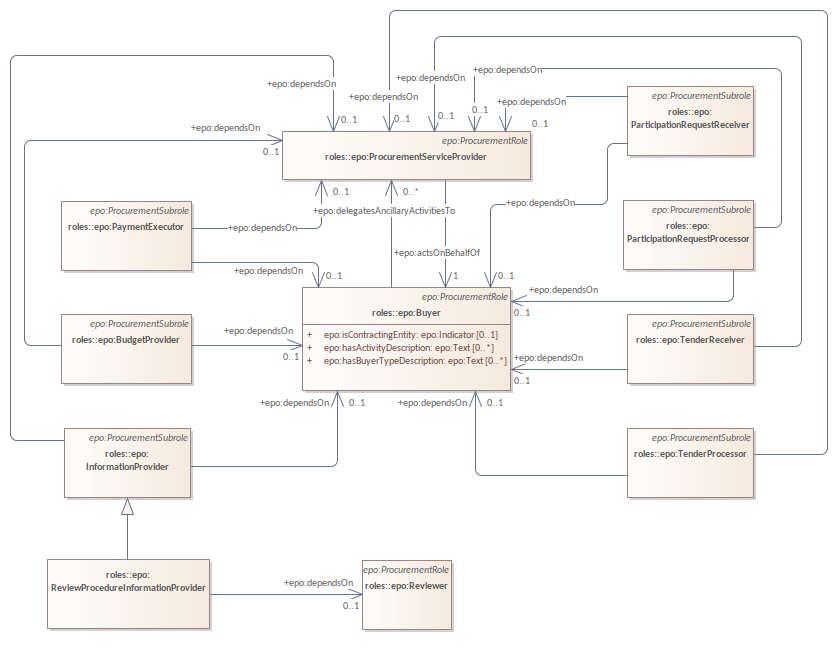 +epo:dependsOn
+epo:dependsOn
+epo:dependsOn
+epo:dependsOn
+epo:dependsOn
+epo:dependsOn
0..1
0..1
0..1
0..1
0..1
0..1
epo:ProcurementSubrole
roles::epo:
ParticipationRequestReceiver
epo:ProcurementRole
roles::epo:ProcurementServiceProvider
0..1
0..*
+epo:delegatesAncillaryActivitiesTo
+epo:actsOnBehalfOf
1
+epo:dependsOn
0..1
epo:ProcurementSubrole
roles::epo:PaymentExecutor
+epo:dependsOn
+epo:dependsOn
0..1
epo:ProcurementSubrole
roles::epo:
ParticipationRequestProcessor
+epo:dependsOn
0..1
epo:ProcurementRole
roles::epo:Buyer
+ epo:isContractingEntity: epo:Indicator [0..1]
+ epo:hasActivityDescription: epo:Text [0..*]
+ epo:hasBuyerTypeDescription: epo:Text [0..*]
epo:ProcurementSubrole
roles::epo:BudgetProvider
+epo:dependsOn
0..1
epo:ProcurementSubrole
roles::epo:TenderReceiver
+epo:dependsOn
0..1
+epo:dependsOn
0..1
+epo:dependsOn
0..1
epo:ProcurementSubrole
roles::epo:
InformationProvider
epo:ProcurementSubrole
roles::epo:TenderProcessor
roles::epo:
ReviewProcedureInformationProvider
+epo:dependsOn
0..1
epo:ProcurementRole
roles::epo:Reviewer